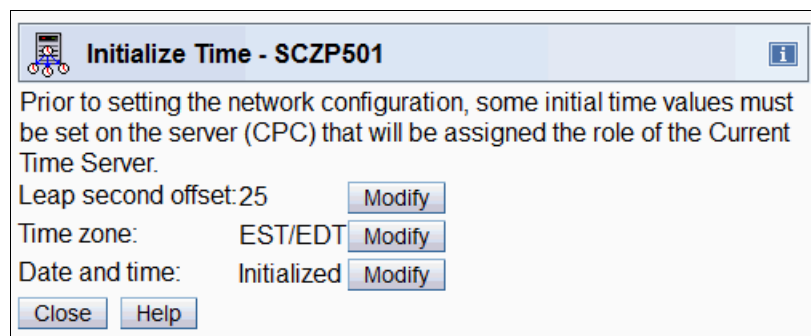 Initialize Time - SCZP501
i
Prior to setting the network configuration, some initial time values must
be set on the server (CPC) that will be assigned the role of the Current
Time Server.
Leap second offset: 25 Modify
Time zone: EST/EDT Modify
Date and time: Initialized Modify
Close Help